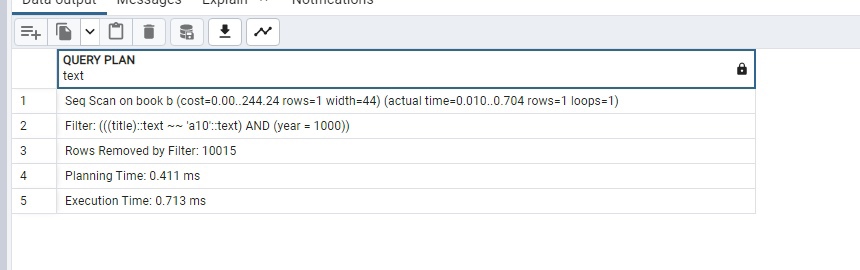 Data output Messages Explain Notifications
QUERY PLAN
text
1 Seq Scan on book b (cost=0.00..244.24 rows=1 width=44) (actual time=0.010..0.704 rows=1 loops=1)
2 Filter: (((title)::text ~~ 'a10'::text) AND (year = 1000))
3 Rows Removed by Filter: 10015
4 Planning Time: 0.411 ms
5 Execution Time: 0.713 ms